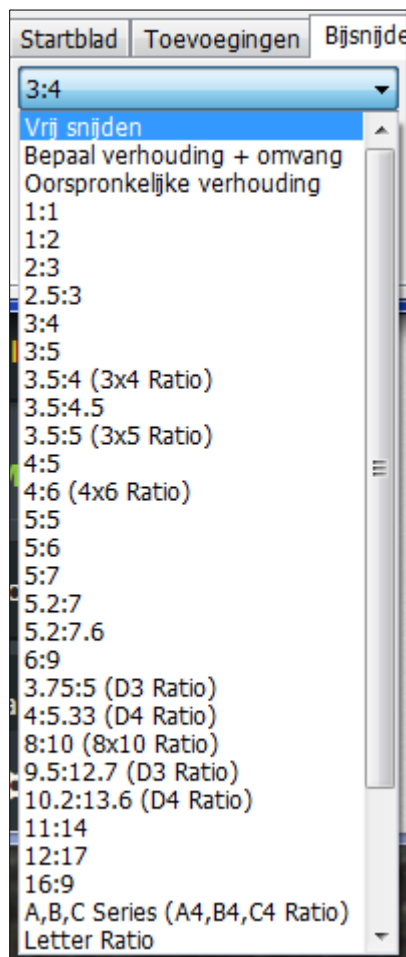 Startblad Toevoegingen Bijsnijde
3:4
Vrij snijden
Bepaal verhouding + omvang
Oorspronkelijke verhouding
1:1
1:2
2:3
2.5:3
3:4
3:5
3.5:4 (3x4 Ratio)
3.5:4.5
3.5:5 (3x5 Ratio)
4:5
4:6 (4x6 Ratio)
5:5
5:6
5:7
5.2:7
5.2:7.6
6:9
3.75:5 (D3 Ratio)
4:5.33 (D4 Ratio)
8:10 (8x10 Ratio)
9.5:12.7 (D3 Ratio)
10.2:13.6 (D4 Ratio)
11:14
12:17
16:9
A,B,C Series (A4,B4,C4 Ratio)
Letter Ratio